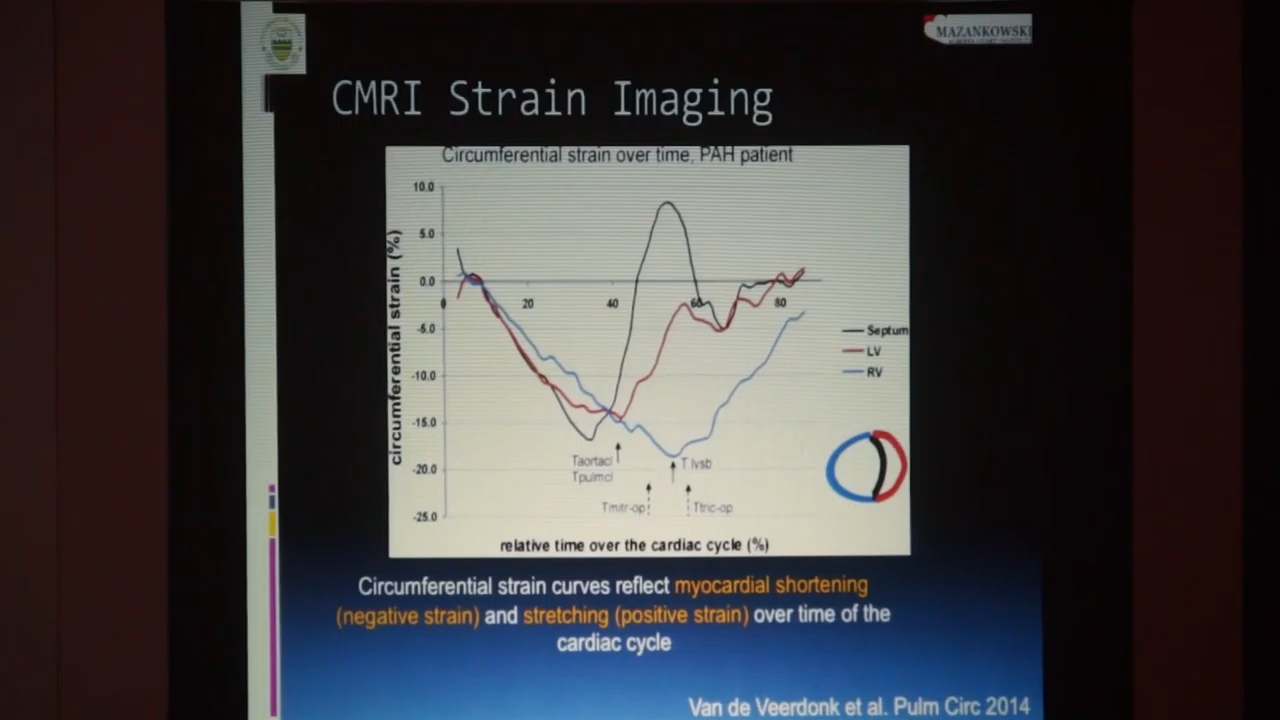 MAZANKOWSKI
CMRI Strain Imaging
Circumferential strain over time, PAH patient
10.0
5.0
0.0
-5.0
-10.0
-15.0
-20.0
-25.0
circumferential strain (%)
0
20
40
60
80
Septum
LV
RV
Taortacl
Tpulmcl
T lvsb
Tmitr-op
Ttric-op
relative time over the cardiac cycle (%)
Circumferential strain curves reflect myocardial shortening
(negative strain) and stretching (positive strain) over time of the
cardiac cycle
Van de Veerdonk et al. Pulm Circ 2014